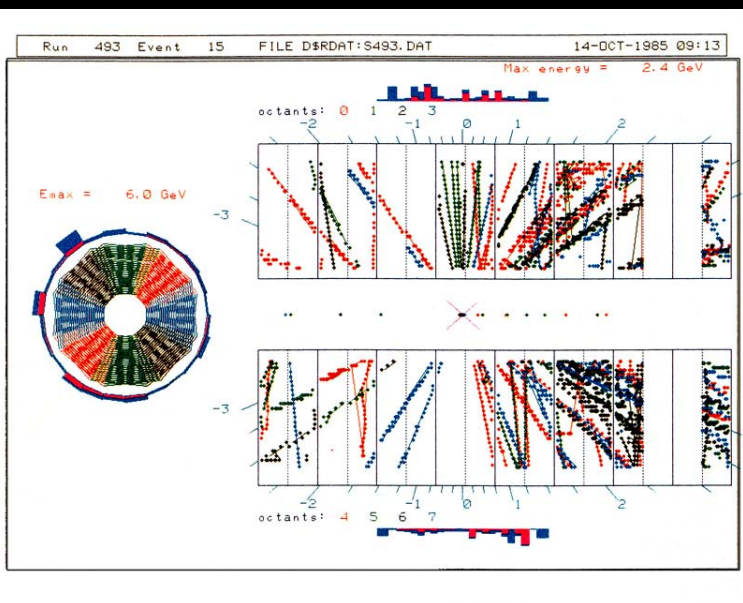 Run 493 Event 15 FILE D$RDAT:S493.DAT 14-OCT-1985 09:13
Max energy = 2.4 GeV
octants: 0 1 2 3
-2 -1 0 1 2
Emax = 6.0 GeV
-3
-3
-2 -1 0 1 2
octants: 4 5 6 7